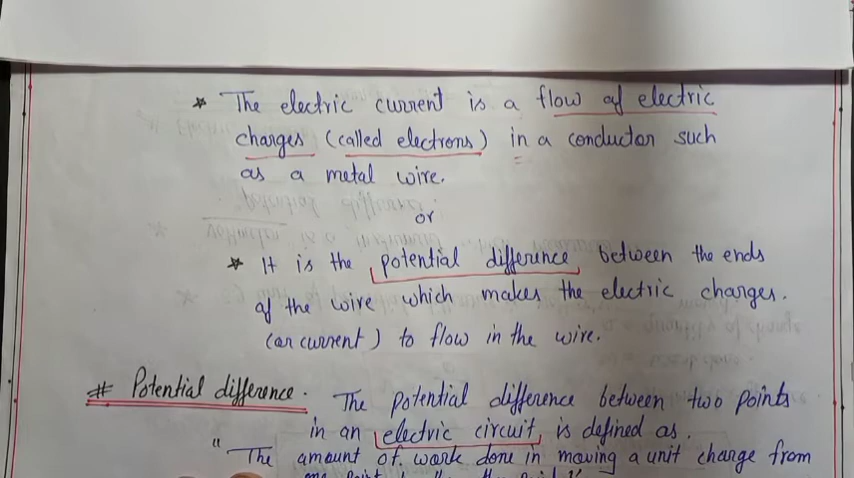 * The electric current is a flow of electric
charges (called electrons) in a conductor such
as a metal wire.
or
* It is the potential difference between the ends
of the wire which makes the electric charges.
(or current) to flow in the wire.
# Potential difference. The potential difference between two points
in an electric circuit is defined as.
" The amount of work done in moving a unit charge from